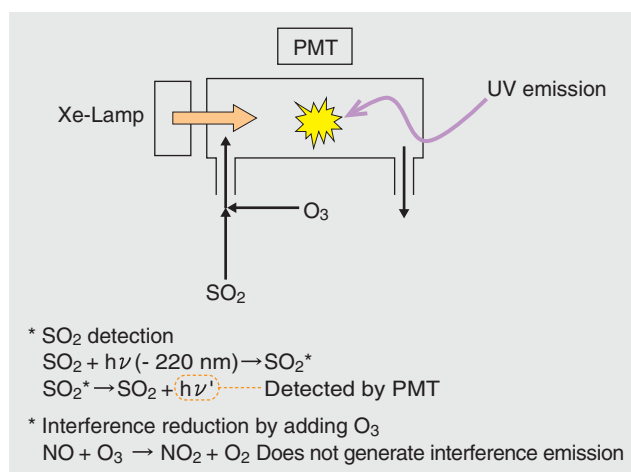 PMT
UV emission
Xe-Lamp
O₃
SO₂
* SO₂ detection
SO₂ + hν (- 220 nm) → SO₂*
SO₂* → SO₂ + hν' Detected by PMT
* Interference reduction by adding O₃
NO + O₃ → NO₂ + O₂ Does not generate interference emission